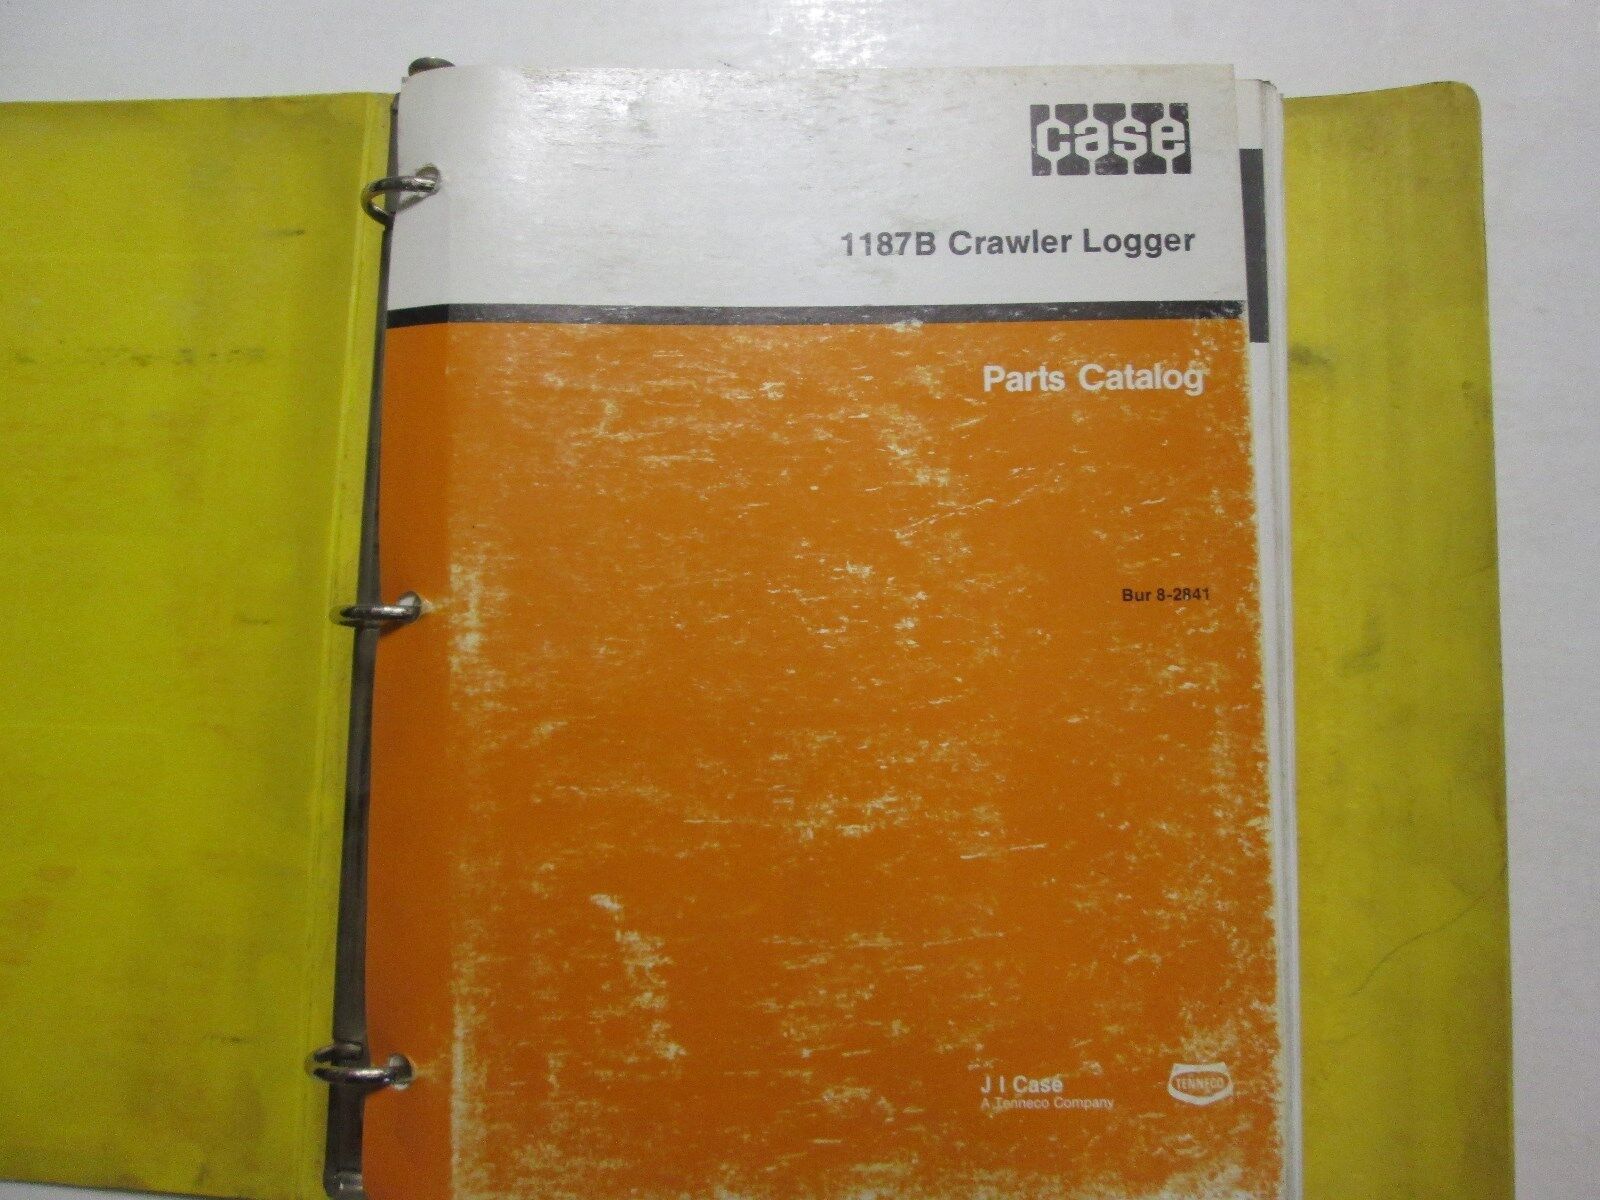 case
1187B Crawler Logger
Parts Catalog
Bur 8-2841
J I Case
A Tenneco Company
TENNECO